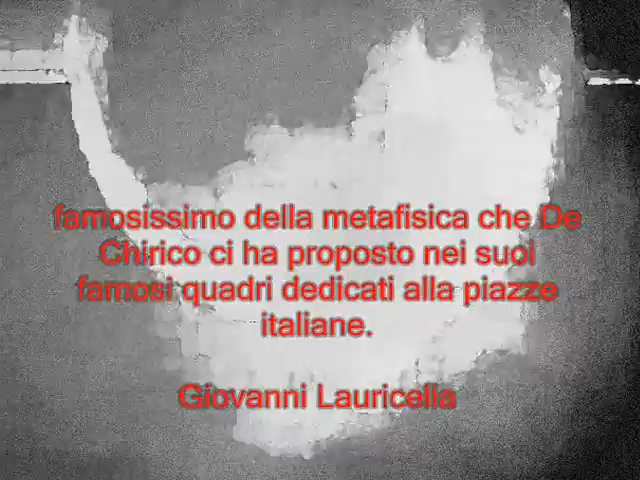 famosissimo della metafisica che De
Chirico ci ha proposto nei suoi
famosi quadri dedicati alla piazze
italiane.
Giovanni Lauricella